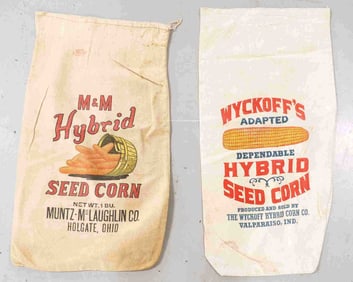 M&M
Hybrid
SEED CORN
NET WT. 1 BU.
MUNTZ-McLAUGHLIN CO.
HOLGATE, OHIO
WYCKOFF'S
ADAPTED
DEPENDABLE
HYBRID
SEED CORN
PRODUCED AND SOLD BY
THE WYCKOFF HYBRID CORN CO.
VALPARAISO, IND.